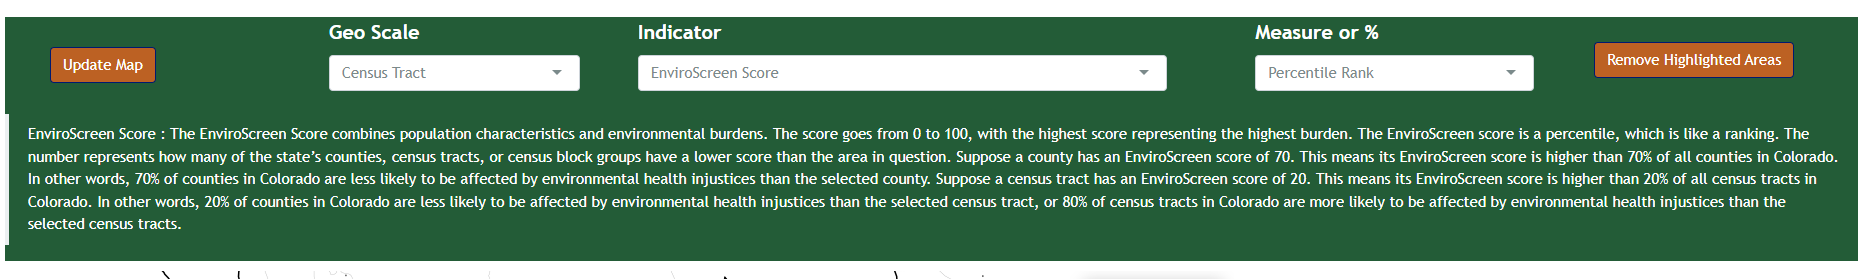 Geo Scale
Indicator
Measure or %
Update Map
Census Tract
EnviroScreen Score
Percentile Rank
Remove Highlighted Areas
EnviroScreen Score : The EnviroScreen Score combines population characteristics and environmental burdens. The score goes from 0 to 100, with the highest score representing the highest burden. The EnviroScreen score is a percentile, which is like a ranking. The
number represents how many of the state’s counties, census tracts, or census block groups have a lower score than the area in question. Suppose a county has an EnviroScreen score of 70. This means its EnviroScreen score is higher than 70% of all counties in Colorado.
In other words, 70% of counties in Colorado are less likely to be affected by environmental health injustices than the selected county. Suppose a census tract has an EnviroScreen score of 20. This means its EnviroScreen score is higher than 20% of all census tracts in
Colorado. In other words, 20% of counties in Colorado are less likely to be affected by environmental health injustices than the selected census tract, or 80% of census tracts in Colorado are more likely to be affected by environmental health injustices than the
selected census tracts.